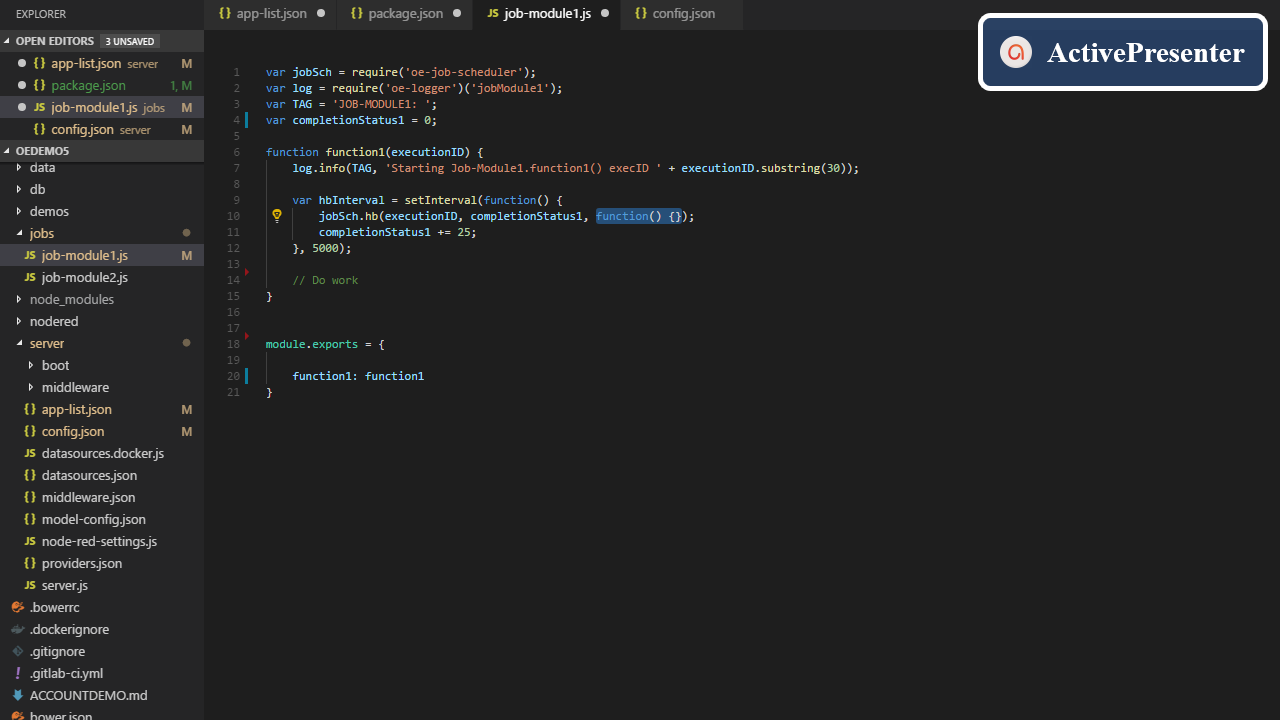 EXPLORER
OPEN EDITORS 3 UNSAVED
{} app-list.json server M
{} package.json 1, M
JS job-module1.js jobs M
{} config.json server M
OEDEMO5
data
db
demos
jobs
JS job-module1.js M
JS job-module2.js
node_modules
nodered
server
boot
middleware
{} app-list.json M
{} config.json M
JS datasources.docker.js
{} datasources.json
{} middleware.json
{} model-config.json
JS node-red-settings.js
{} providers.json
JS server.js
.bowerrc
.dockerignore
.gitignore
! .gitlab-ci.yml
ACCOUNTDEMO.md
bower.json
{} app-list.json {} package.json JS job-module1.js {} config.json
ActivePresenter
1 var jobSch = require('oe-job-scheduler');
2 var log = require('oe-logger')('jobModule1');
3 var TAG = 'JOB-MODULE1: ';
4 var completionStatus1 = 0;
5
6 function function1(executionID) {
7 log.info(TAG, 'Starting Job-Module1.function1() execID ' + executionID.substring(30));
8
9 var hbInterval = setInterval(function() {
10 jobSch.hb(executionID, completionStatus1, function() {});
11 completionStatus1 += 25;
12 }, 5000);
13
14 // Do work
15 }
16
17
18 module.exports = {
19
20 function1: function1
21 }